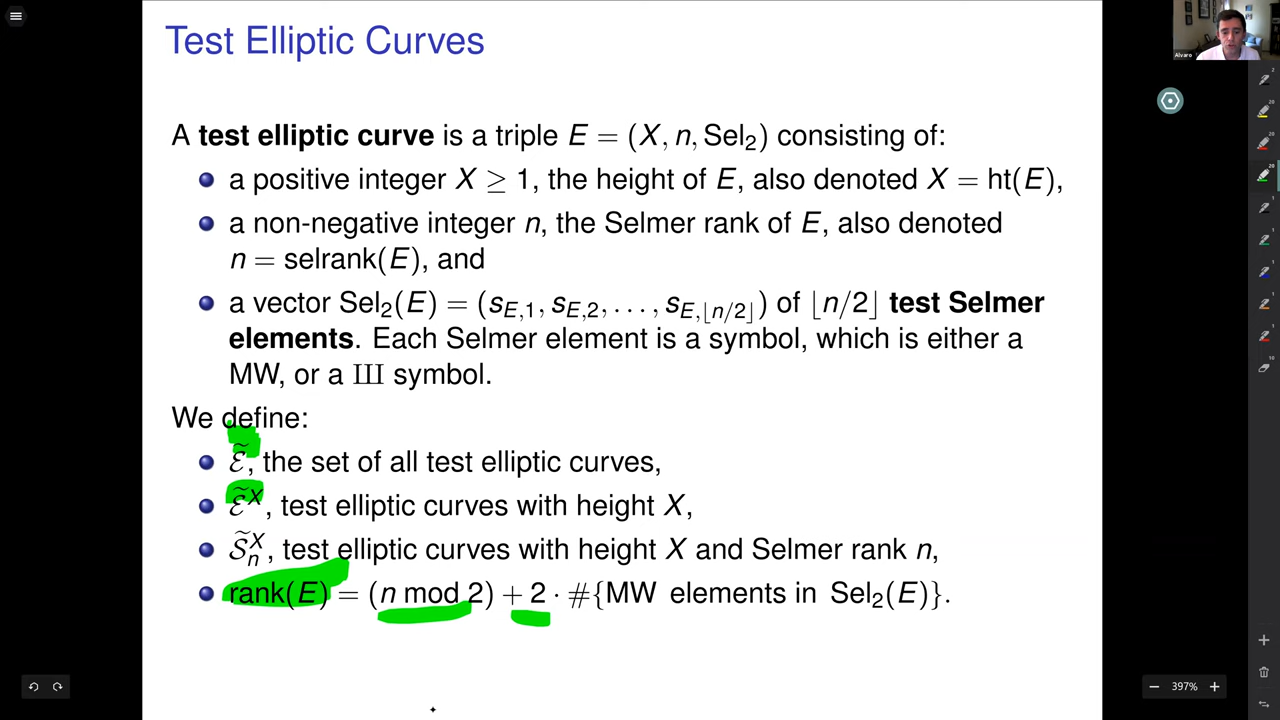 Test Elliptic Curves
A test elliptic curve is a triple E = (X, n, Sel₂) consisting of:
a positive integer X ≥ 1, the height of E, also denoted X = ht(E),
a non-negative integer n, the Selmer rank of E, also denoted
n = selrank(E), and
a vector Sel₂(E) = (s_{E,1}, s_{E,2}, . . . , s_{E,⌊n/2⌋}) of ⌊n/2⌋ test Selmer
elements. Each Selmer element is a symbol, which is either a
MW, or a Ш symbol.
We define:
ℰ̃, the set of all test elliptic curves,
ℰ̃^X, test elliptic curves with height X,
S̃_n^X, test elliptic curves with height X and Selmer rank n,
rank(E) = (n mod 2) + 2 · #{MW elements in Sel₂(E)}.
Alvaro
397%